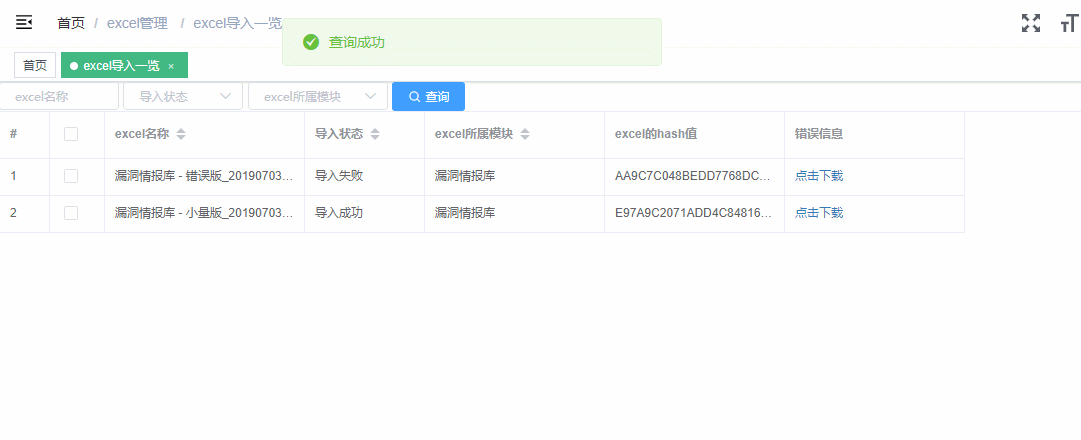 首页 / excel管理 / excel导入一览
查询成功
首页 excel导入一览 ×
excel名称 导入状态 excel所属模块 查询
# excel名称 导入状态 excel所属模块 excel的hash值 错误信息
1 漏洞情报库 - 错误版_20190703... 导入失败 漏洞情报库 AA9C7C048BEDD7768DC... 点击下载
2 漏洞情报库 - 小量版_20190703... 导入成功 漏洞情报库 E97A9C2071ADD4C84816... 点击下载